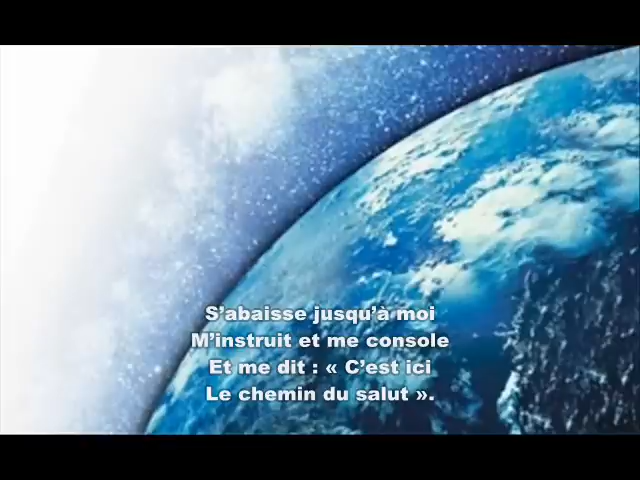 S’abaisse jusqu’à moi
M’instruit et me console
Et me dit : « C’est ici
Le chemin du salut ».